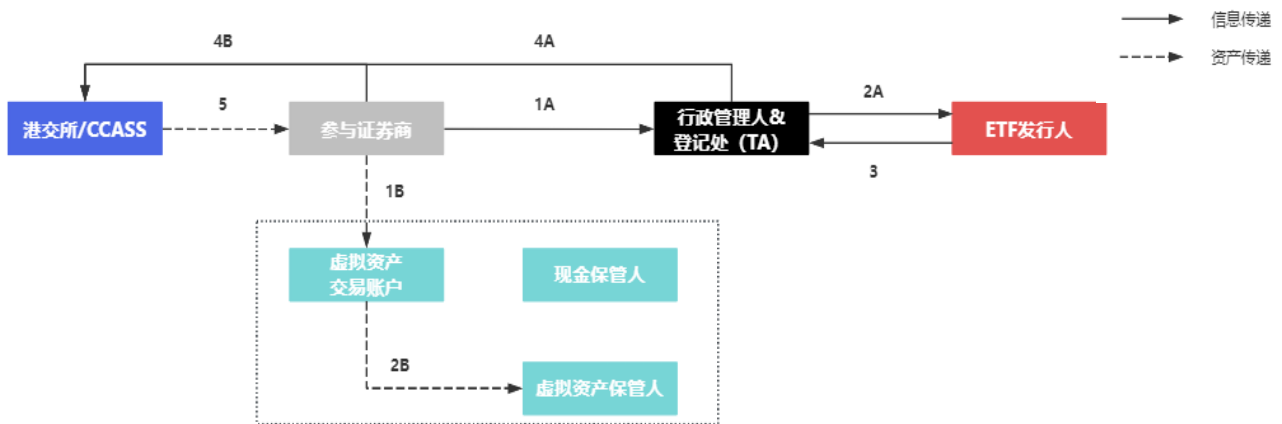 信息传递
资产传递
4B
4A
港交所/CCASS
5
参与证券商
1A
行政管理人&
登记处（TA）
2A
ETF发行人
3
1B
虚拟资产
交易账户
现金保管人
2B
虚拟资产保管人